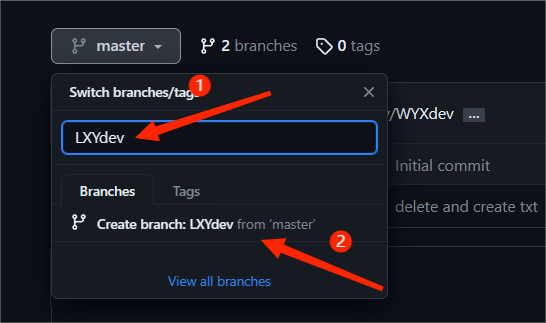 master 2 branches 0 tags
Switch branches/tags
1
/WYXdev ...
LXYdev
Initial commit
Branches Tags
delete and create txt
Create branch: LXYdev from 'master'
2
View all branches